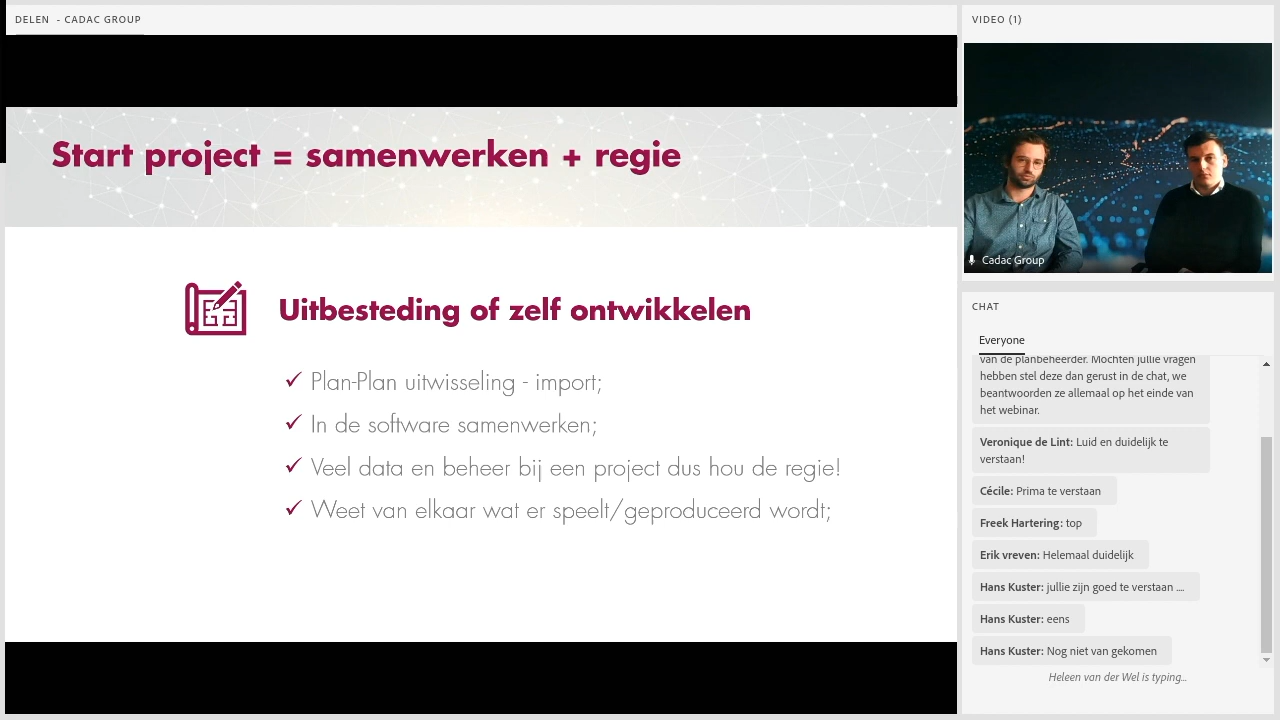 DELEN - CADAC GROUP
Start project = samenwerken + regie
Uitbesteding of zelf ontwikkelen
✓ Plan-Plan uitwisseling - import;
✓ In de software samenwerken;
✓ Veel data en beheer bij een project dus hou de regie!
✓ Weet van elkaar wat er speelt/geproduceerd wordt;
VIDEO (1)
Cadac Group
CHAT
Everyone
van de planbeheerder. Mochten jullie vragen
hebben stel deze dan gerust in de chat, we
beantwoorden ze allemaal op het einde van
het webinar.
Veronique de Lint: Luid en duidelijk te
verstaan!
Cécile: Prima te verstaan
Freek Hartering: top
Erik vreven: Helemaal duidelijk
Hans Kuster: jullie zijn goed te verstaan ....
Hans Kuster: eens
Hans Kuster: Nog niet van gekomen
Heleen van der Wel is typing...